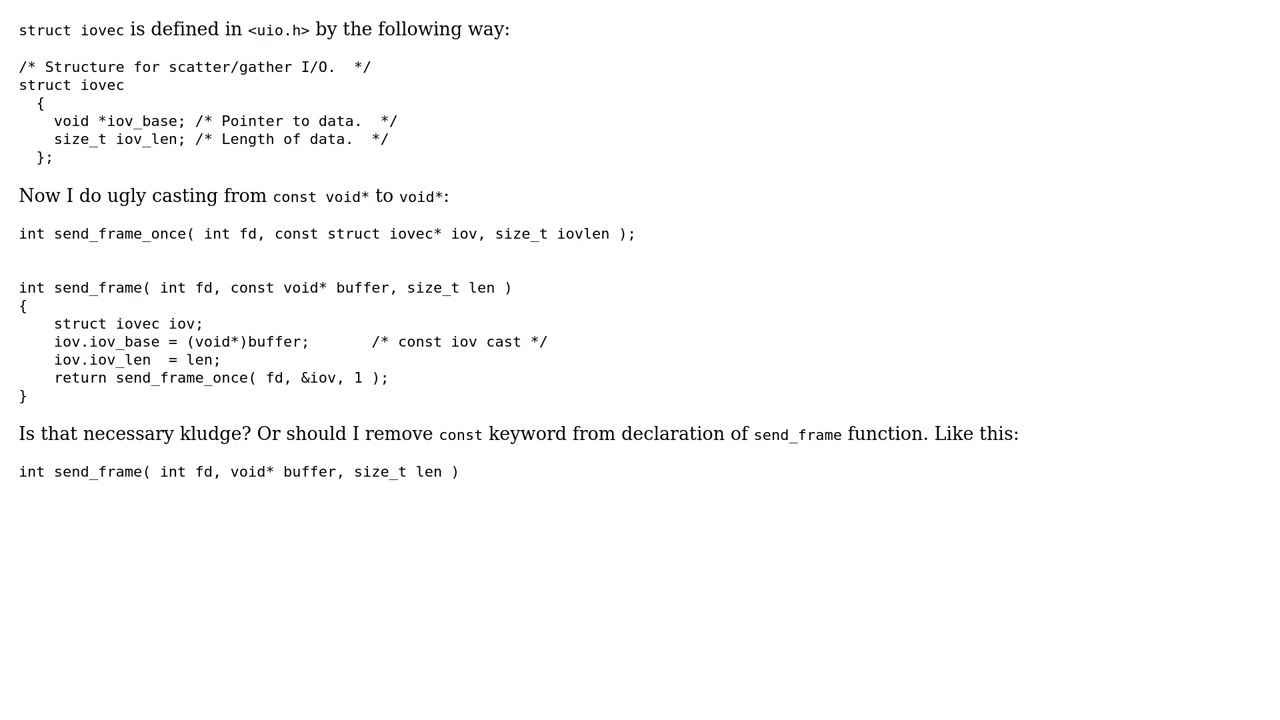 struct iovec is defined in <uio.h> by the following way:
/* Structure for scatter/gather I/O.  */
struct iovec
  {
    void *iov_base; /* Pointer to data.  */
    size_t iov_len; /* Length of data.  */
  };
Now I do ugly casting from const void* to void*:
int send_frame_once( int fd, const struct iovec* iov, size_t iovlen );
int send_frame( int fd, const void* buffer, size_t len )
{
    struct iovec iov;
    iov.iov_base = (void*)buffer;       /* const iov cast */
    iov.iov_len  = len;
    return send_frame_once( fd, &iov, 1 );
}
Is that necessary kludge? Or should I remove const keyword from declaration of send_frame function. Like this:
int send_frame( int fd, void* buffer, size_t len )